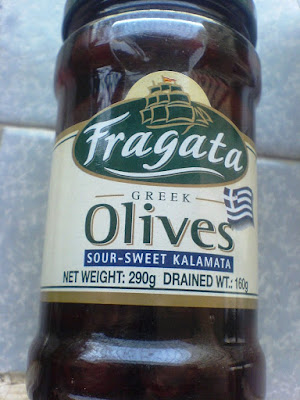 Fragata
GREEK
Olives
SOUR-SWEET KALAMATA
NET WEIGHT: 290g DRAINED WT.: 160g